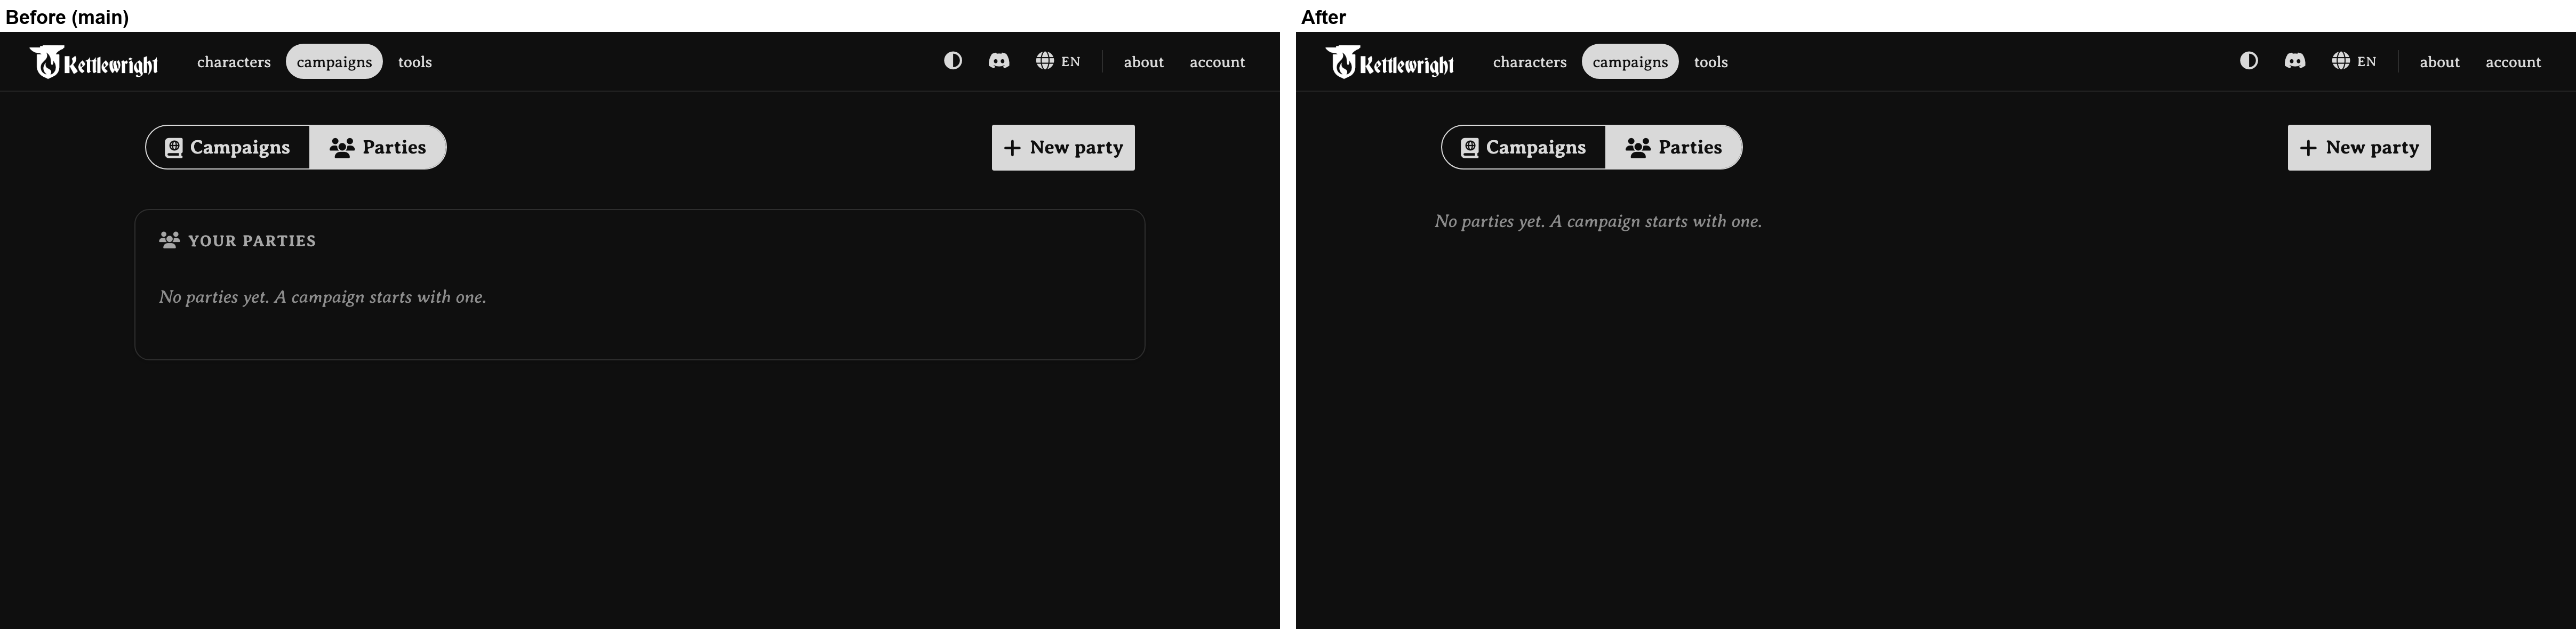 Before (main)
Kettlewright characters campaigns tools EN about account
Campaigns Parties + New party
YOUR PARTIES
No parties yet. A campaign starts with one.
After
Kettlewright characters campaigns tools EN about account
Campaigns Parties + New party
No parties yet. A campaign starts with one.